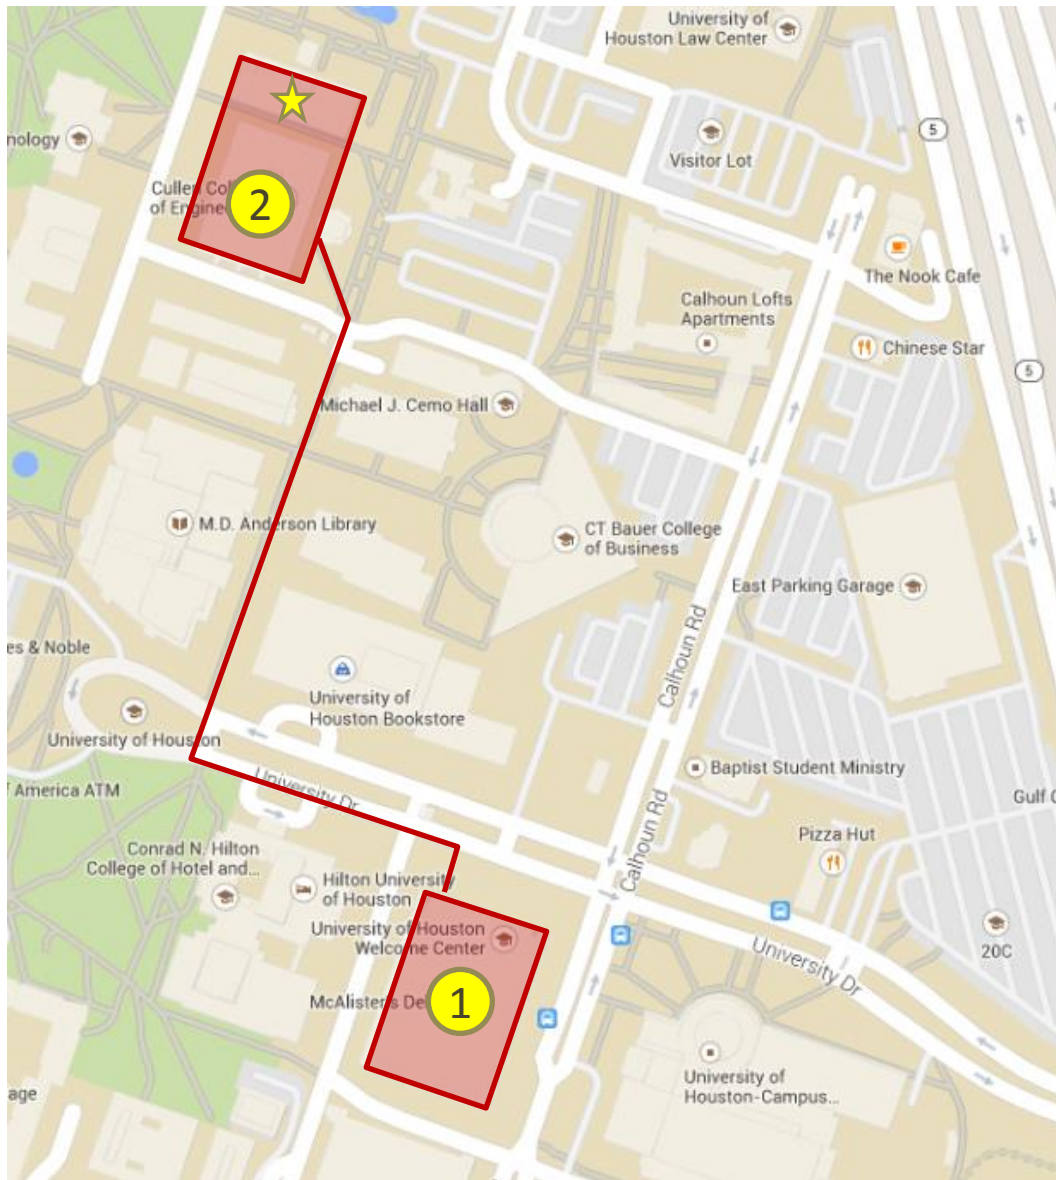 University of
Houston Law Center
5
nology
Visitor Lot
Cullen Col
of Engine
2
The Nook Cafe
Calhoun Lofts
Apartments
Chinese Star
5
Michael J. Cemo Hall
M.D. Anderson Library
CT Bauer College
of Business
East Parking Garage
Calhoun Rd
es & Noble
University of
Houston Bookstore
University of Houston
Baptist Student Ministry
University Dr
America ATM
Gulf
Calhoun Rd
Pizza Hut
Conrad N. Hilton
College of Hotel and...
Hilton University
of Houston
University of Houston
Welcome Center
20C
University Dr
McAlister's De
1
University of
Houston-Campus...
age